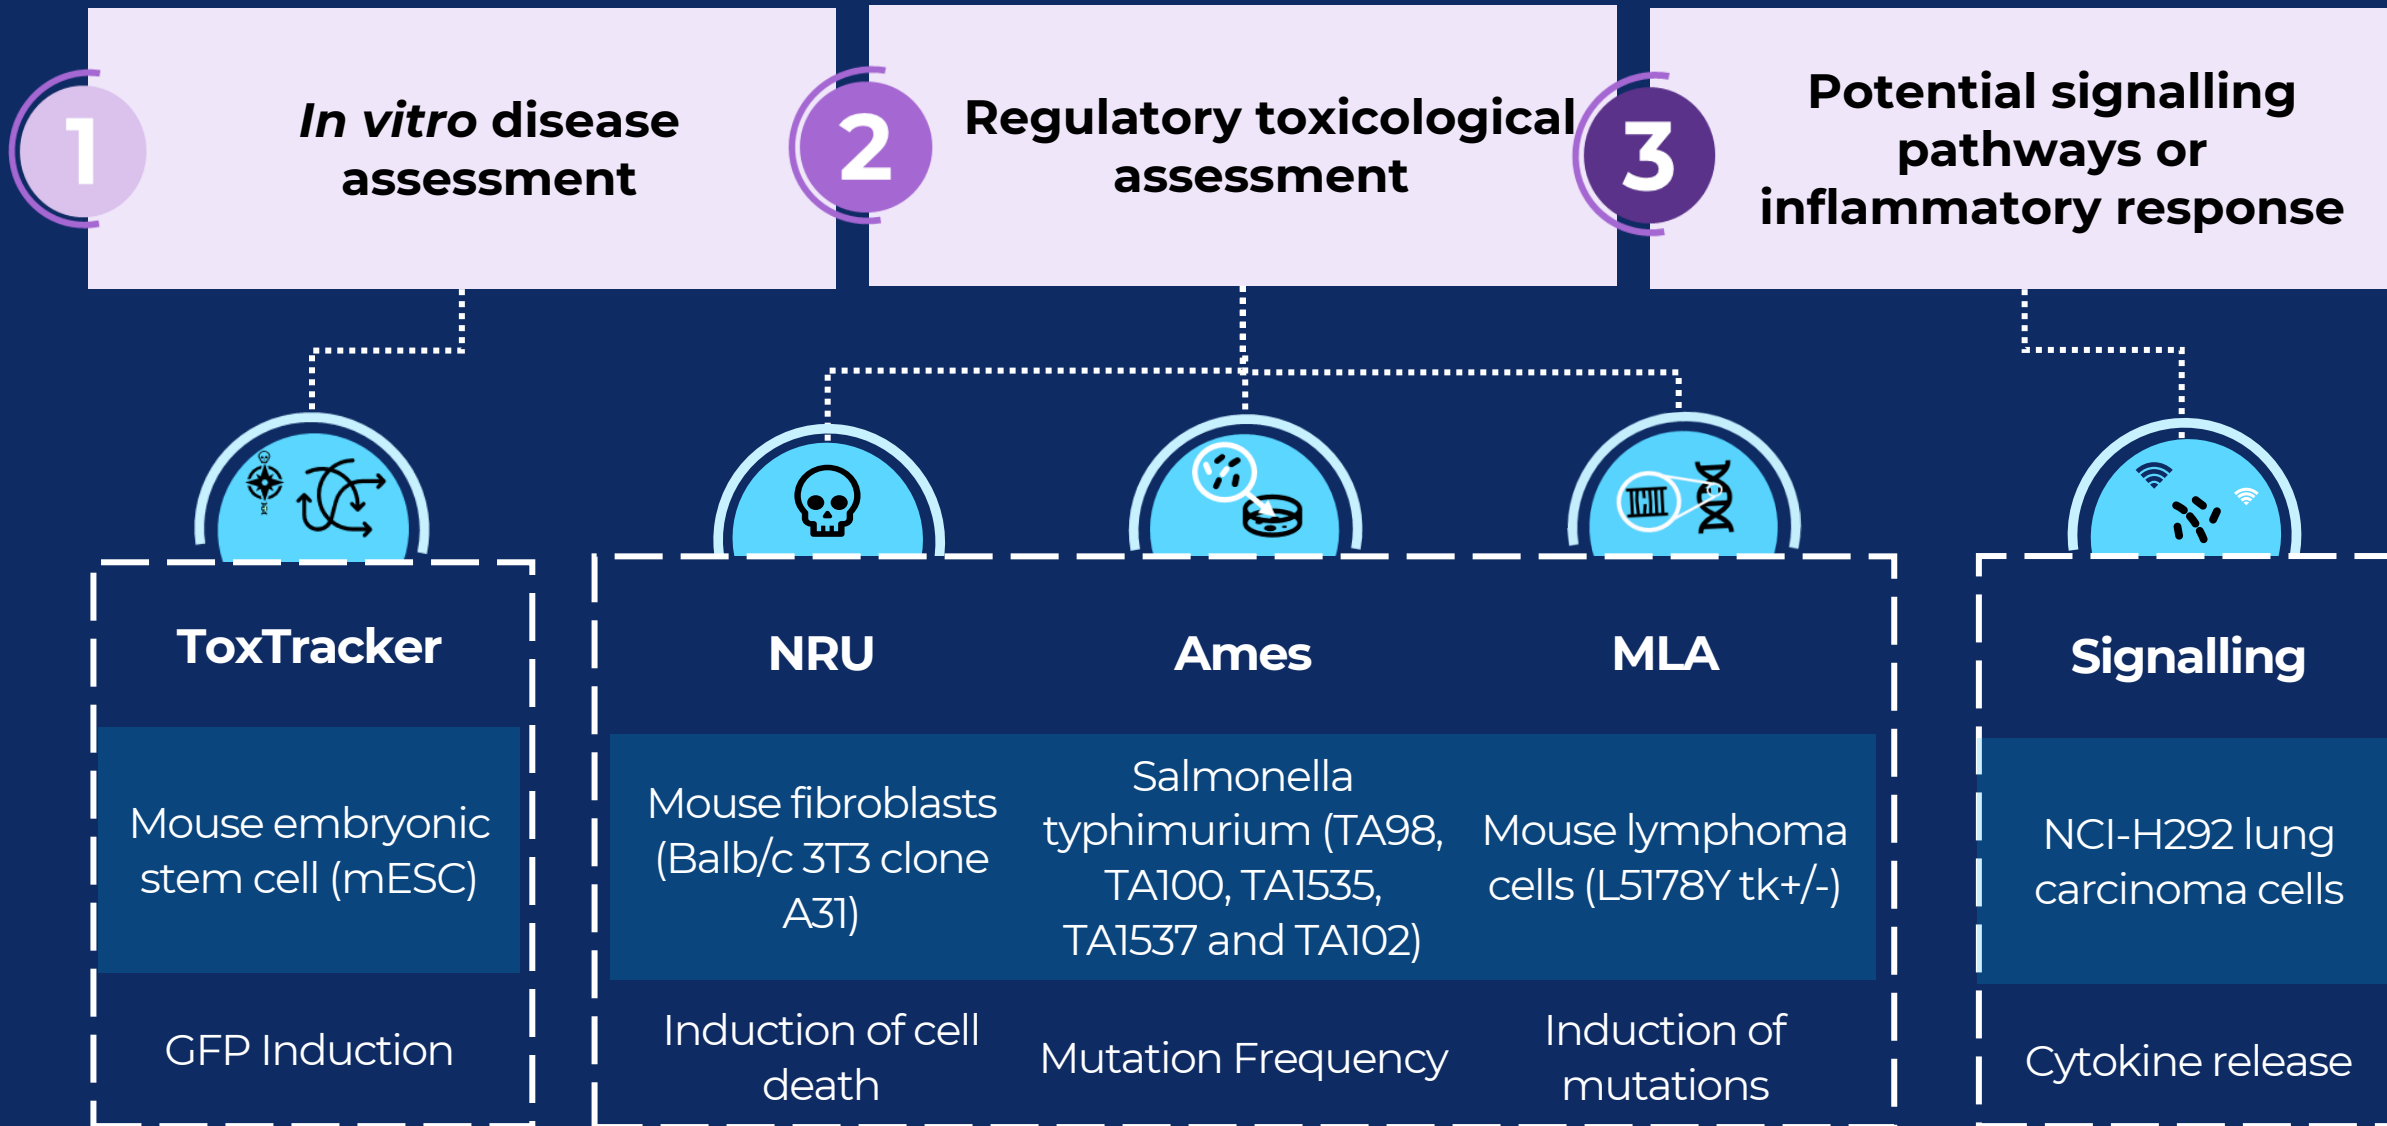 1
In vitro disease
assessment
2
Regulatory toxicological
assessment
3
Potential signalling
pathways or
inflammatory response
ToxTracker
Mouse embryonic
stem cell (mESC)
GFP Induction
NRU
Mouse fibroblasts
(Balb/c 3T3 clone
A31)
Induction of cell
death
Ames
Salmonella
typhimurium (TA98,
TA100, TA1535,
TA1537 and TA102)
Mutation Frequency
MLA
Mouse lymphoma
cells (L5178Y tk+/-)
Induction of
mutations
Signalling
NCI-H292 lung
carcinoma cells
Cytokine release